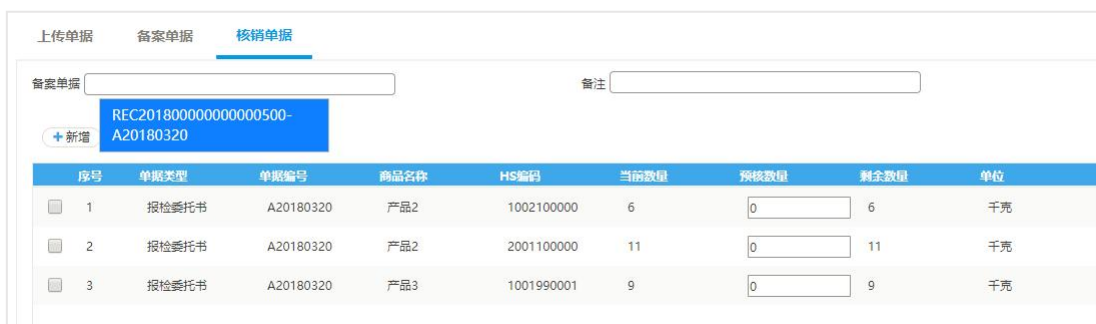 上传单据 备案单据 核销单据
备案单据 备注
REC201800000000000500-
A20180320
+新增
序号 单据类型 单据编号 商品名称 HS编码 当前数量 预核数量 剩余数量 单位
1 报检委托书 A20180320 产品2 1002100000 6 0 6 千克
2 报检委托书 A20180320 产品2 2001100000 11 0 11 千克
3 报检委托书 A20180320 产品3 1001990001 9 0 9 千克